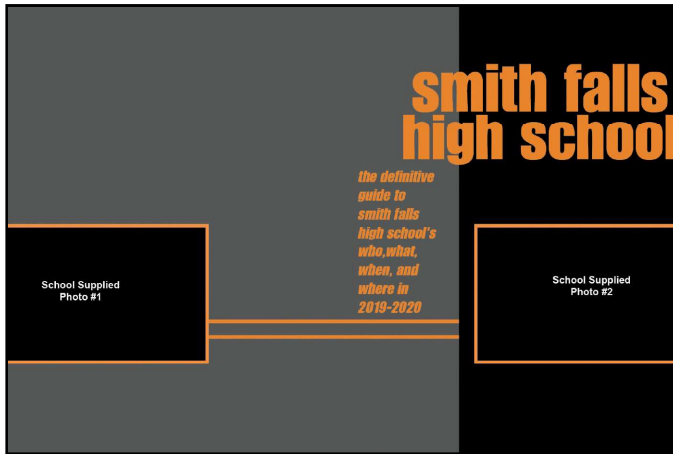 smith falls
high school
the definitive
guide to
smith falls
high school's
who,what,
when, and
where in
2019-2020
School Supplied
Photo #1
School Supplied
Photo #2